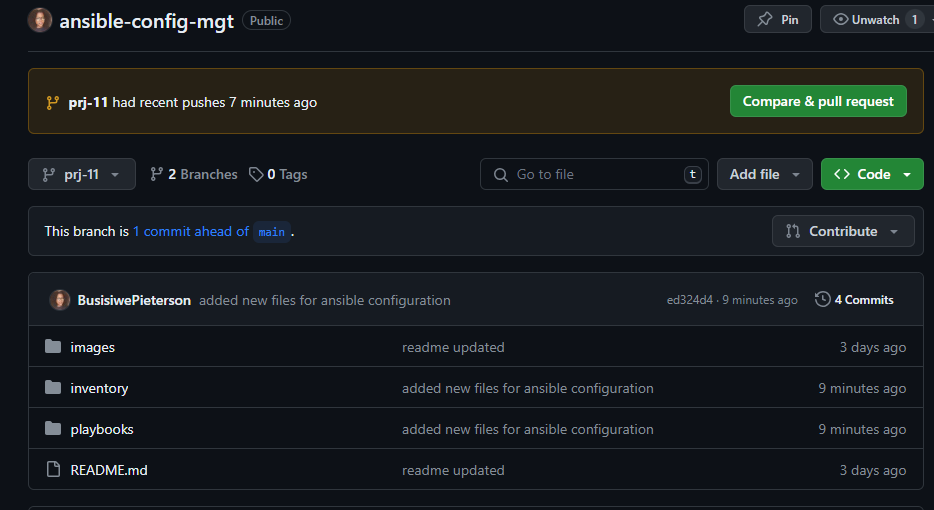 ansible-config-mgt Public Pin Unwatch 1
prj-11 had recent pushes 7 minutes ago Compare & pull request
prj-11 2 Branches 0 Tags Go to file t Add file Code
This branch is 1 commit ahead of main . Contribute
BusisiwePieterson added new files for ansible configuration ed324d4 · 9 minutes ago 4 Commits
images readme updated 3 days ago
inventory added new files for ansible configuration 9 minutes ago
playbooks added new files for ansible configuration 9 minutes ago
README.md readme updated 3 days ago